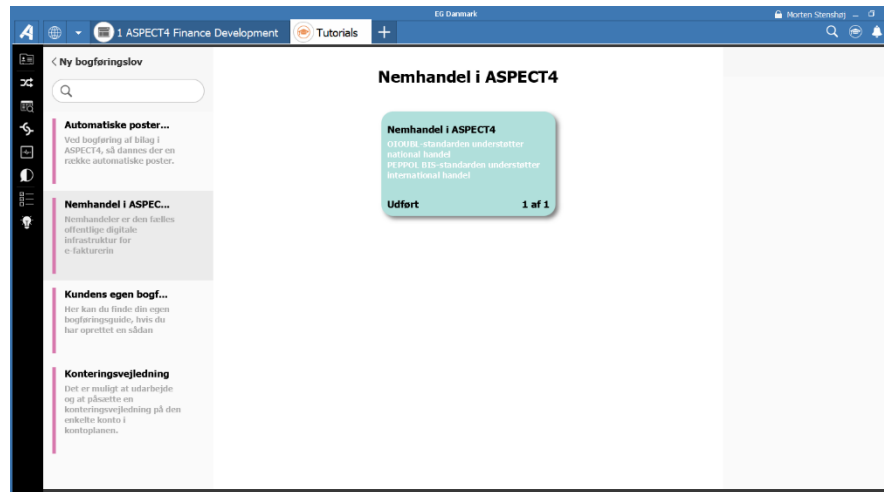 EG Danmark
Morten Stenshøj
1 ASPECT4 Finance Development
Tutorials
Ny bogføringslov
Automatiske poster...
Ved bogføring af bilag i
ASPECT4, så dannes der en
række automatiske poster.
Nemhandel i ASPEC...
Nemhandeler er den fælles
offentlige digitale
infrastruktur for
e-fakturerin
Kundens egen bogf...
Her kan du finde din egen
bogføringsguide, hvis du
har oprettet en sådan
Konteringsvejledning
Det er muligt at udarbejde
og at påsætte en
konteringsvejledning på den
enkelte konto i
kontoplanen.
Nemhandel i ASPECT4
Nemhandel i ASPECT4
OIOUBL-standarden understøtter
national handel
PEPPOL BIS-standarden understøtter
international handel
Udført 1 af 1